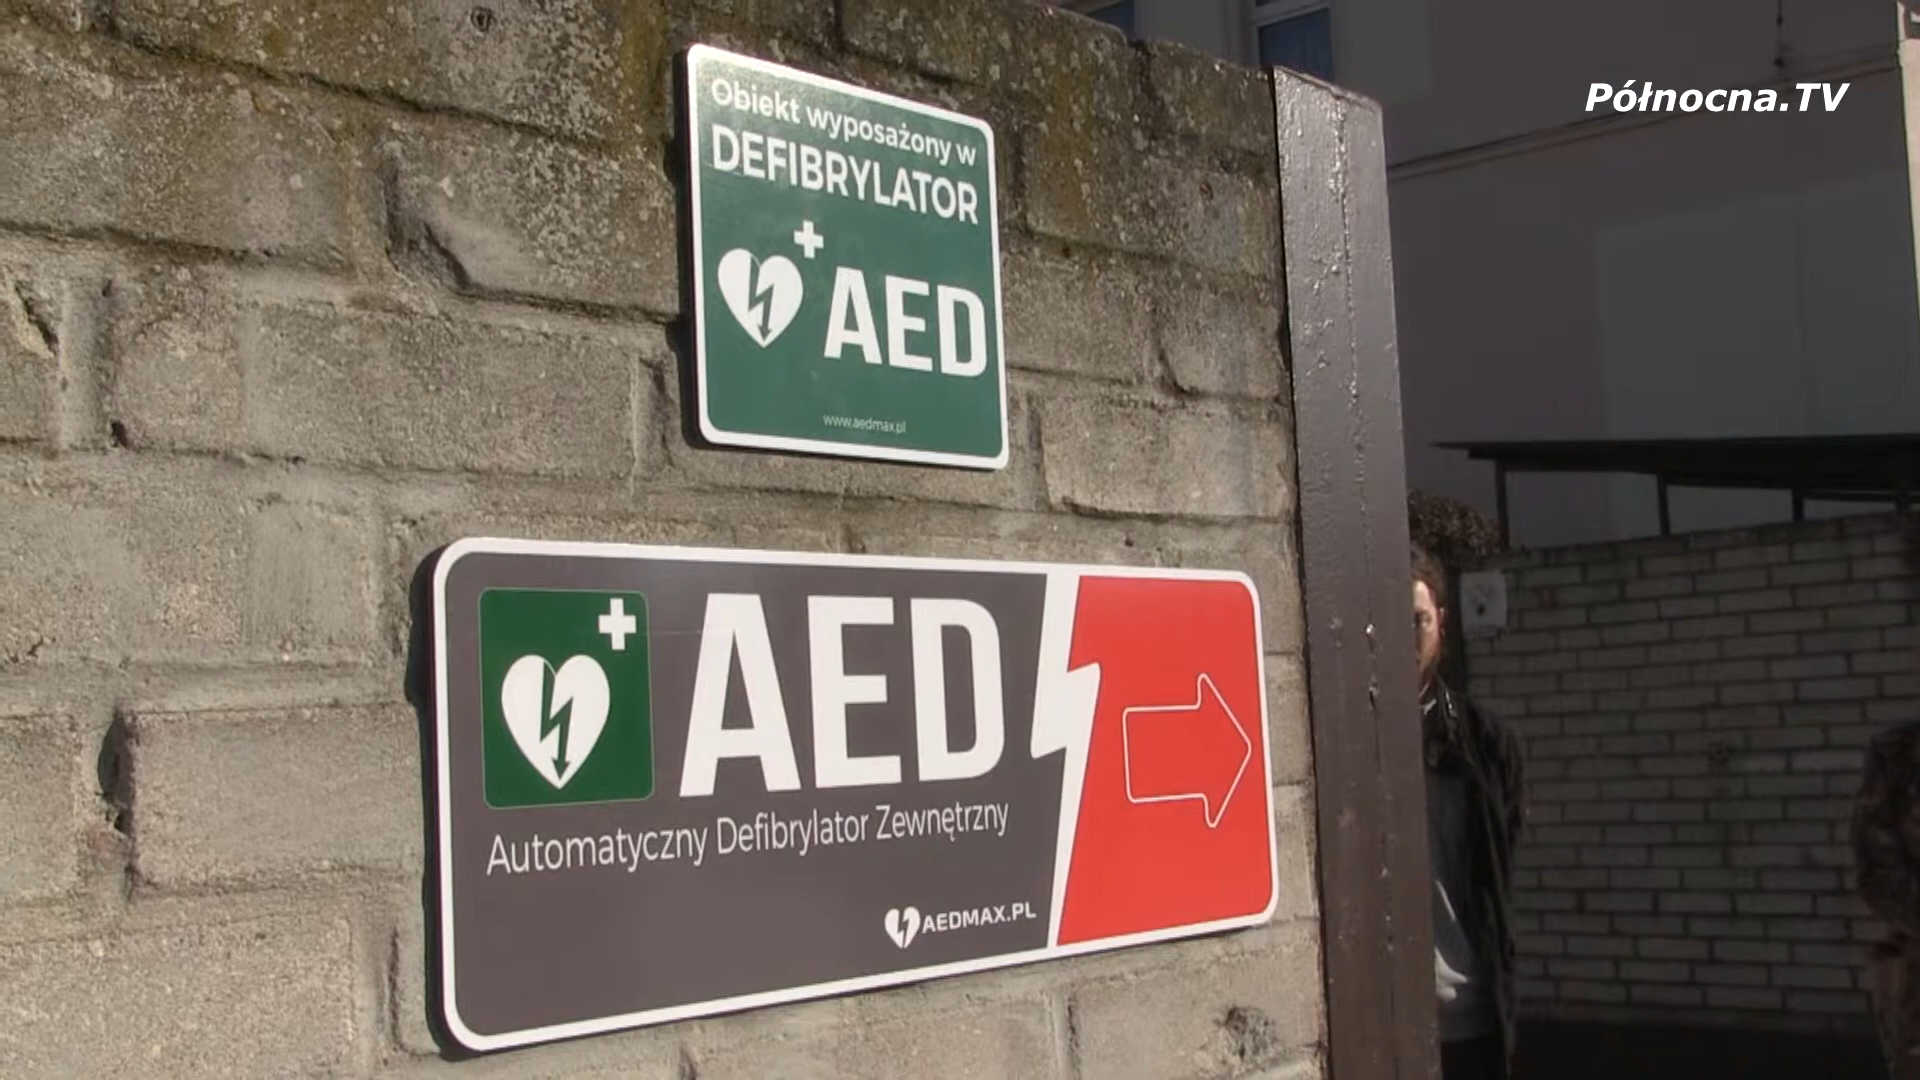 Północna.TV
Obiekt wyposażony w
DEFIBRYLATOR
AED
www.aedmax.pl
AED
Automatyczny Defibrylator Zewnętrzny
AEDMAX.PL